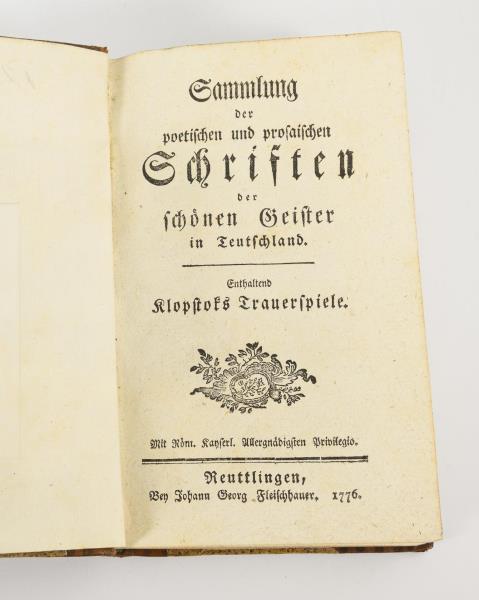 Sammlung
der
poetischen und prosaischen
Schriften
der
schönen Geister
in Teutschland.
Enthaltend
Klopstoks Trauerspiele.
Mit Röm. Kayserl. Allergnädigsten Privilegio.
Reuttlingen,
Bey Johann Georg Fleischhauer. 1776.